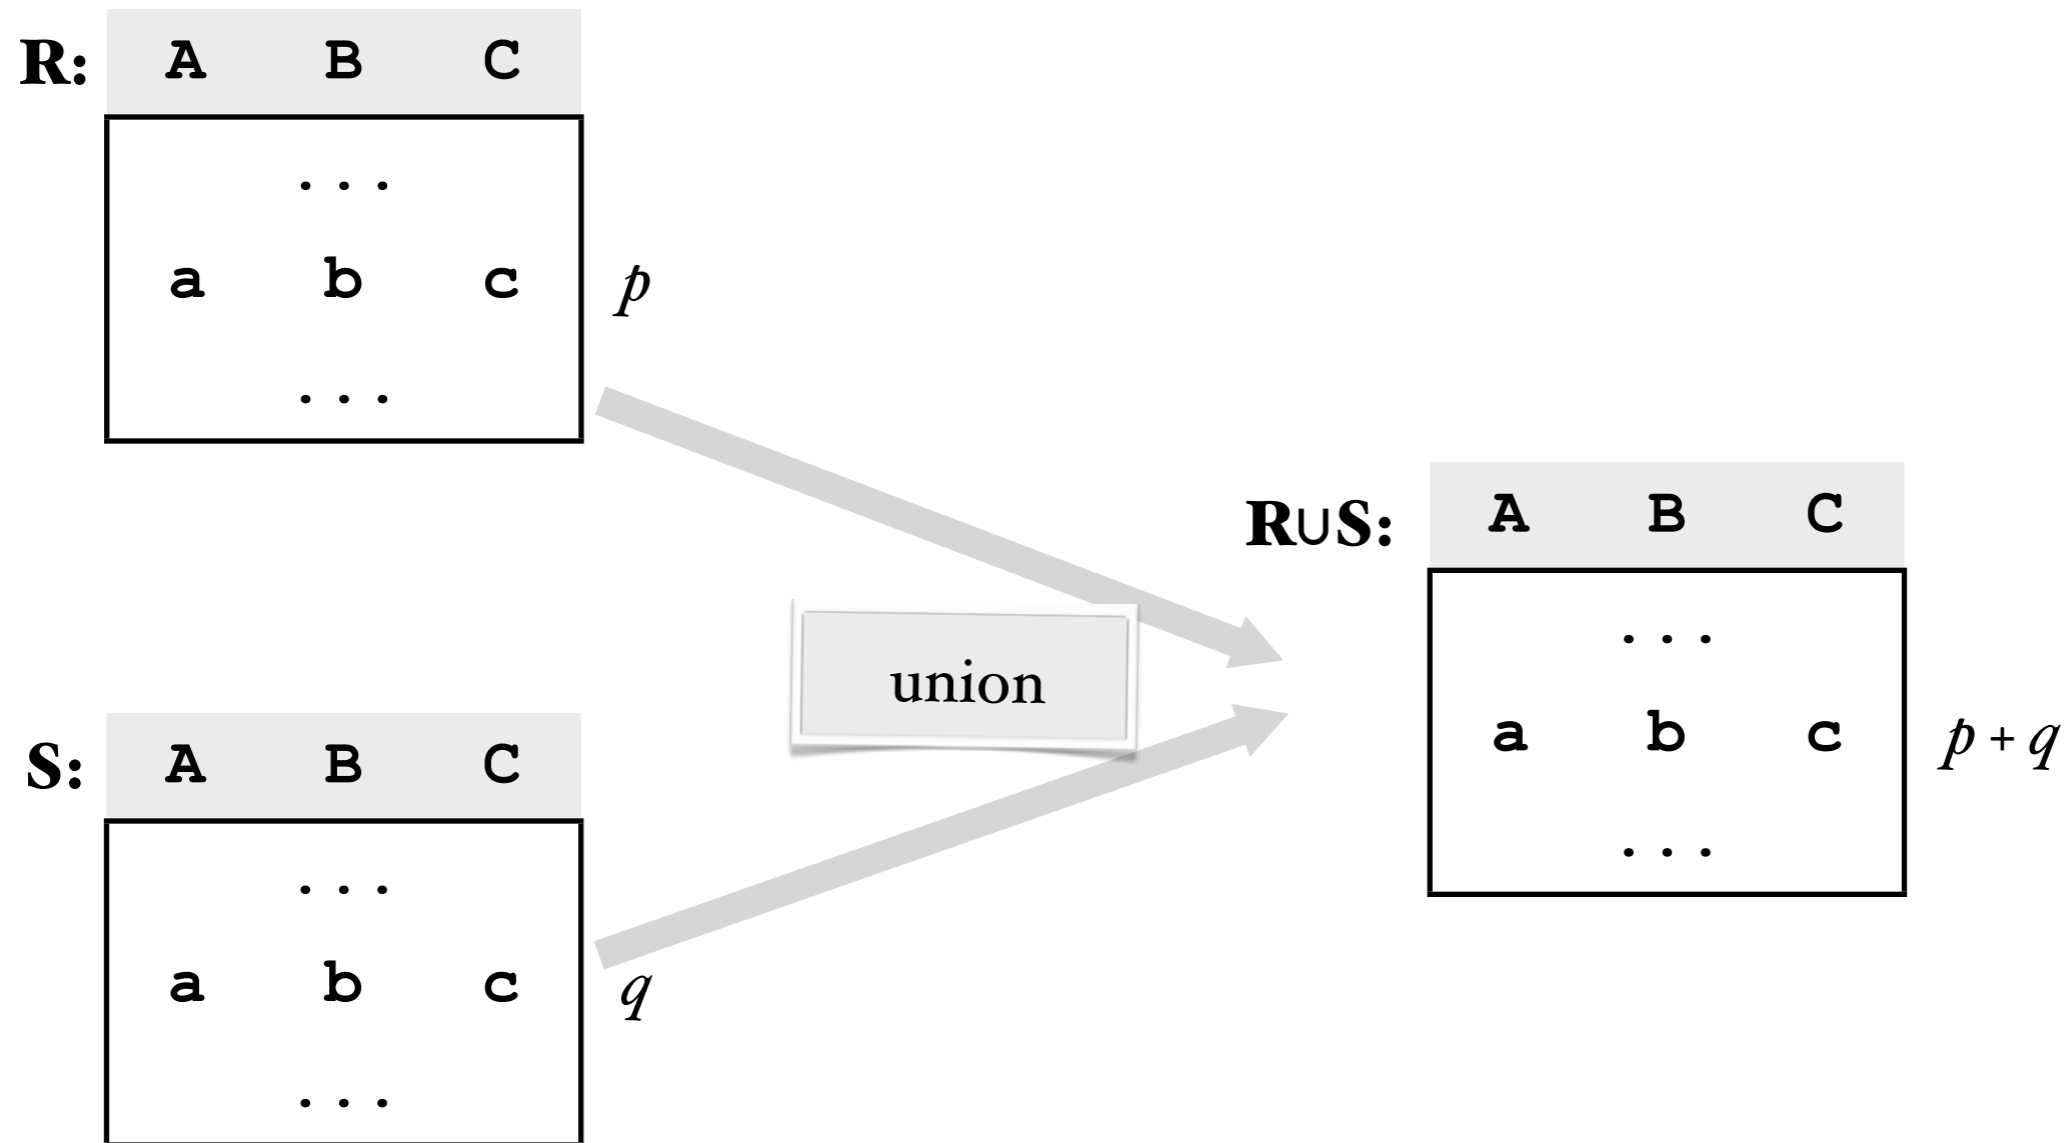 R: A B C
...
a b c p
...
union
R∪S: A B C
...
a b c p + q
...
S: A B C
...
a b c q
...